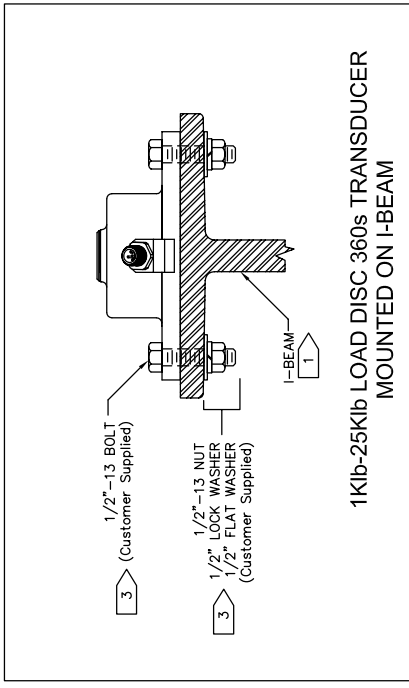 3
1/2"-13 BOLT
(Customer Supplied)
3
1/2"-13 NUT
1/2" LOCK WASHER
1/2" FLAT WASHER
(Customer Supplied)
I-BEAM
1
1Klb-25Klb LOAD DISC 360s TRANSDUCER
MOUNTED ON I-BEAM